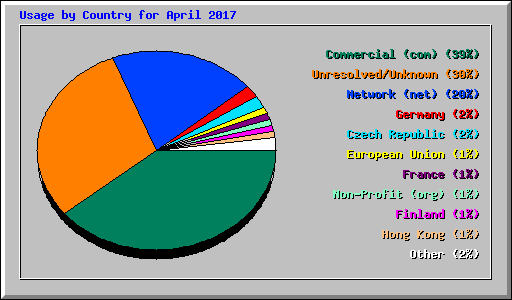 Usage by Country for April 2017
Commercial (com) (39%)
Unresolved/Unknown (30%)
Network (net) (20%)
Germany (2%)
Czech Republic (2%)
European Union (1%)
France (1%)
Non-Profit (org) (1%)
Finland (1%)
Hong Kong (1%)
Other (2%)